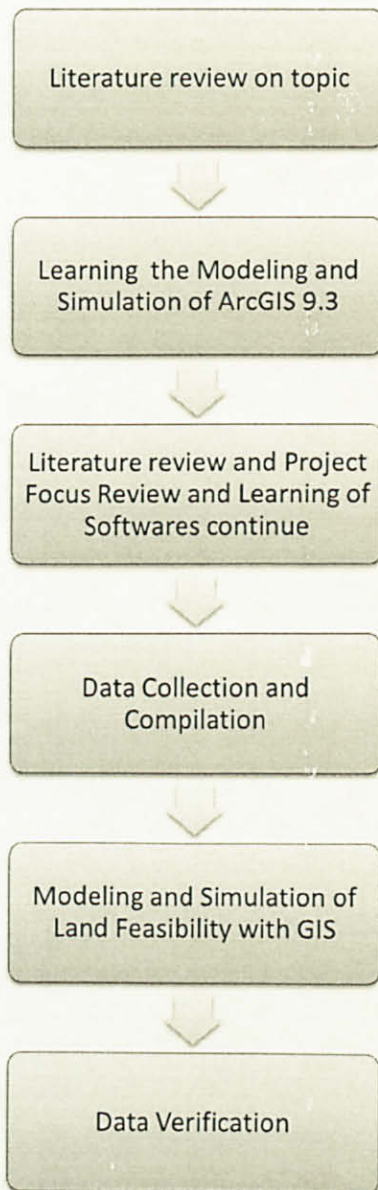 Literature review on topic
Learning the Modeling and
Simulation of ArcGIS 9.3
Literature review and Project
Focus Review and Learning of
Softwares continue
Data Collection and
Compilation
Modeling and Simulation of
Land Feasibility with GIS
Data Verification